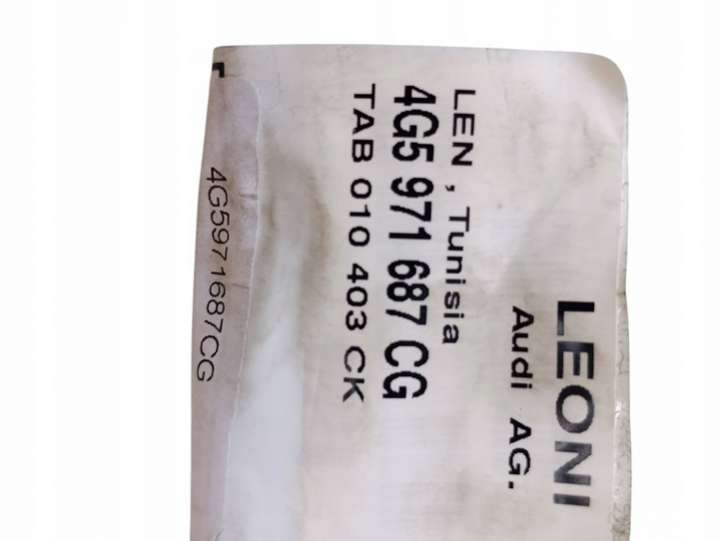 LEONI
Audi AG.
LEN , Tunisia
4G5 971 687 CG
TAB 010 403 CK
4G5971687CG